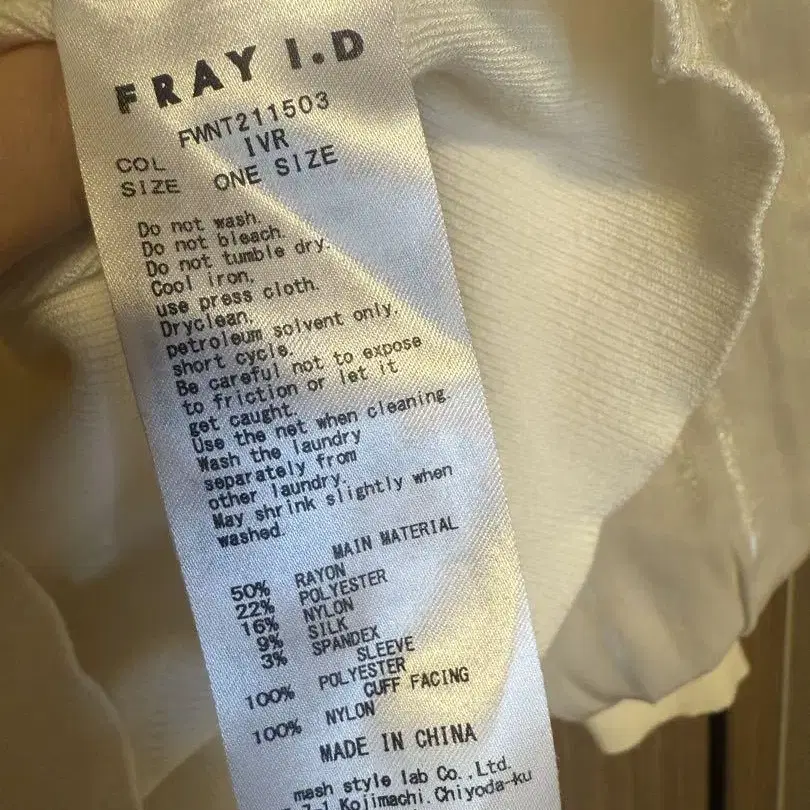 FRAY I.D
FWNT211503
COL IVR
SIZE ONE SIZE
Do not wash.
Do not bleach.
Do not tumble dry.
Cool iron.
use press cloth.
Dryclean.
petroleum solvent only.
short cycle.
Be careful not to expose
to friction or let it
get caught.
Use the net when cleaning.
Wash the laundry
separately from
other laundry.
May shrink slightly when
washed.
MAIN MATERIAL
50% RAYON
22% POLYESTER
16% NYLON
9% SILK
3% SPANDEX
SLEEVE
100% POLYESTER
CUFF FACING
100% NYLON
MADE IN CHINA
mash style lab Co.,Ltd.
Kojimachi.Chiyoda-ku